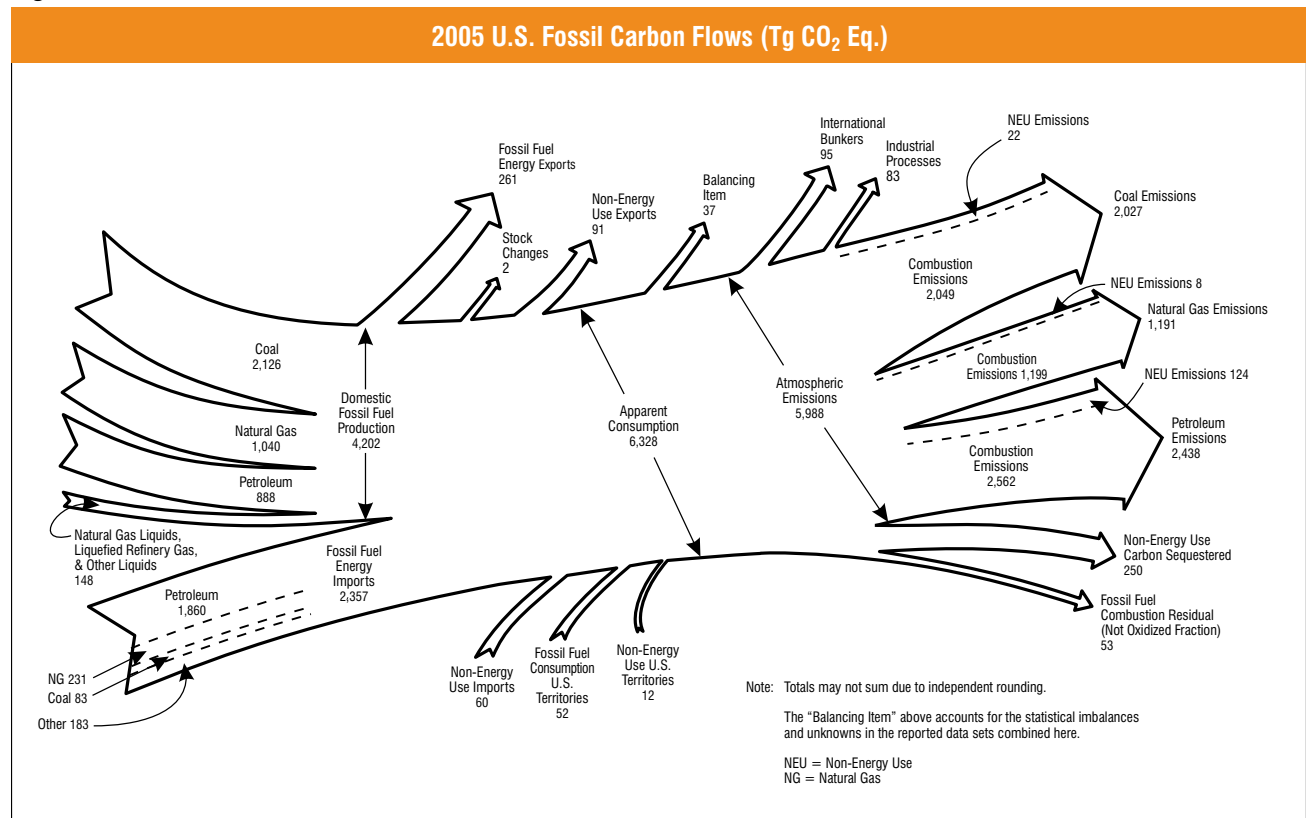 2005 U.S. Fossil Carbon Flows (Tg CO₂ Eq.)
Fossil Fuel
Energy Exports
261
Stock
Changes
2
Non-Energy
Use Exports
91
Balancing
Item
37
International
Bunkers
95
Industrial
Processes
83
NEU Emissions
22
Coal Emissions
2,027
Combustion
Emissions
2,049
NEU Emissions 8
Natural Gas Emissions
1,191
Combustion
Emissions 1,199
NEU Emissions 124
Petroleum
Emissions
2,438
Combustion
Emissions
2,562
Coal
2,126
Natural Gas
1,040
Petroleum
888
Domestic
Fossil Fuel
Production
4,202
Apparent
Consumption
6,328
Atmospheric
Emissions
5,988
Natural Gas Liquids,
Liquefied Refinery Gas,
& Other Liquids
148
Fossil Fuel
Energy
Imports
2,357
Petroleum
1,860
NG 231
Coal 83
Other 183
Non-Energy
Use Imports
60
Fossil Fuel
Consumption
U.S.
Territories
52
Non-Energy
Use U.S.
Territories
12
Non-Energy Use
Carbon Sequestered
250
Fossil Fuel
Combustion Residual
(Not Oxidized Fraction)
53
Note: Totals may not sum due to independent rounding.
The “Balancing Item” above accounts for the statistical imbalances
and unknowns in the reported data sets combined here.
NEU = Non-Energy Use
NG = Natural Gas